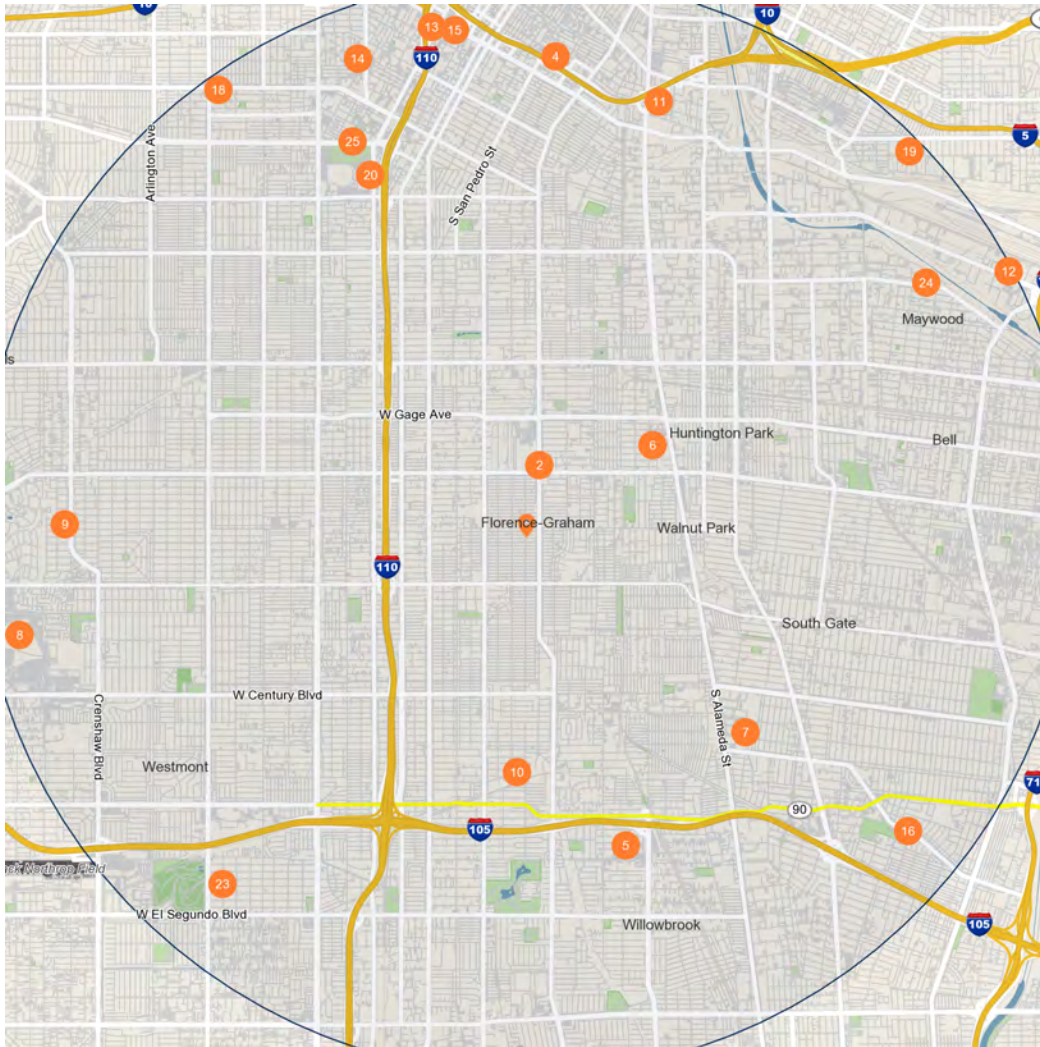 10
10
13
15
110
4
14
18
11
5
Arlington Ave
25
19
20
S San Pedro St
12
24
Maywood
ls
W Gage Ave
Huntington Park
Bell
6
2
9
Florence-Graham
Walnut Park
110
8
South Gate
W Century Blvd
Crenshaw Blvd
S Alameda St
7
Westmont
10
71
90
105
16
5
ck Northrop Field
23
W El Segundo Blvd
Willowbrook
105